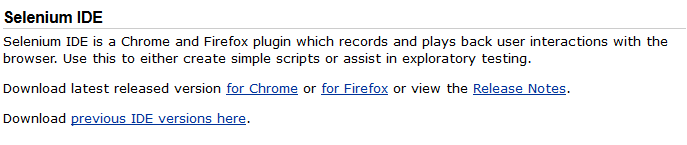 Selenium IDE
Selenium IDE is a Chrome and Firefox plugin which records and plays back user interactions with the
browser. Use this to either create simple scripts or assist in exploratory testing.
Download latest released version for Chrome or for Firefox or view the Release Notes.
Download previous IDE versions here.